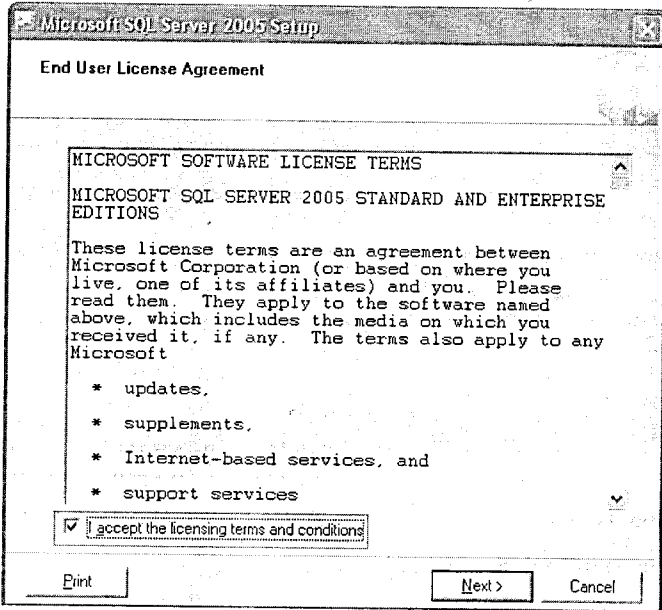 Microsoft SQL Server 2005 Setup
End User License Agreement
MICROSOFT SOFTWARE LICENSE TERMS
MICROSOFT SQL SERVER 2005 STANDARD AND ENTERPRISE
EDITIONS
These license terms are an agreement between
Microsoft Corporation (or based on where you
live, one of its affiliates) and you. Please
read them. They apply to the software named
above, which includes the media on which you
received it, if any. The terms also apply to any
Microsoft
* updates,
* supplements,
* Internet-based services, and
* support services
I accept the licensing terms and conditions
Print
Next >
Cancel